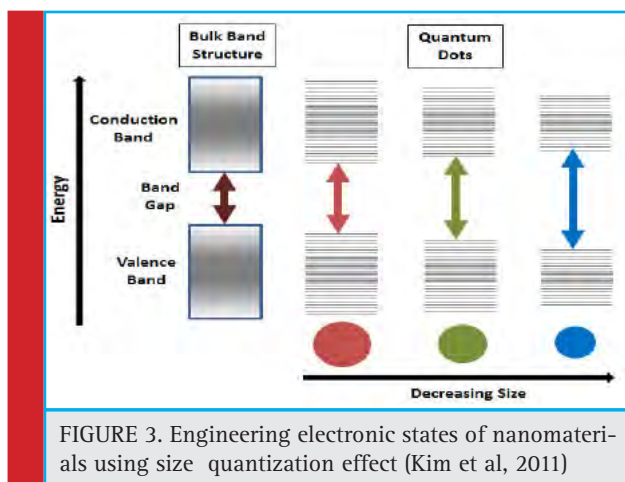 Bulk Band
Structure
Quantum
Dots
Energy
Conduction
Band
Band
Gap
Valence
Band
Decreasing Size
FIGURE 3. Engineering electronic states of nanomateri-
als using size quantization effect (Kim et al, 2011)